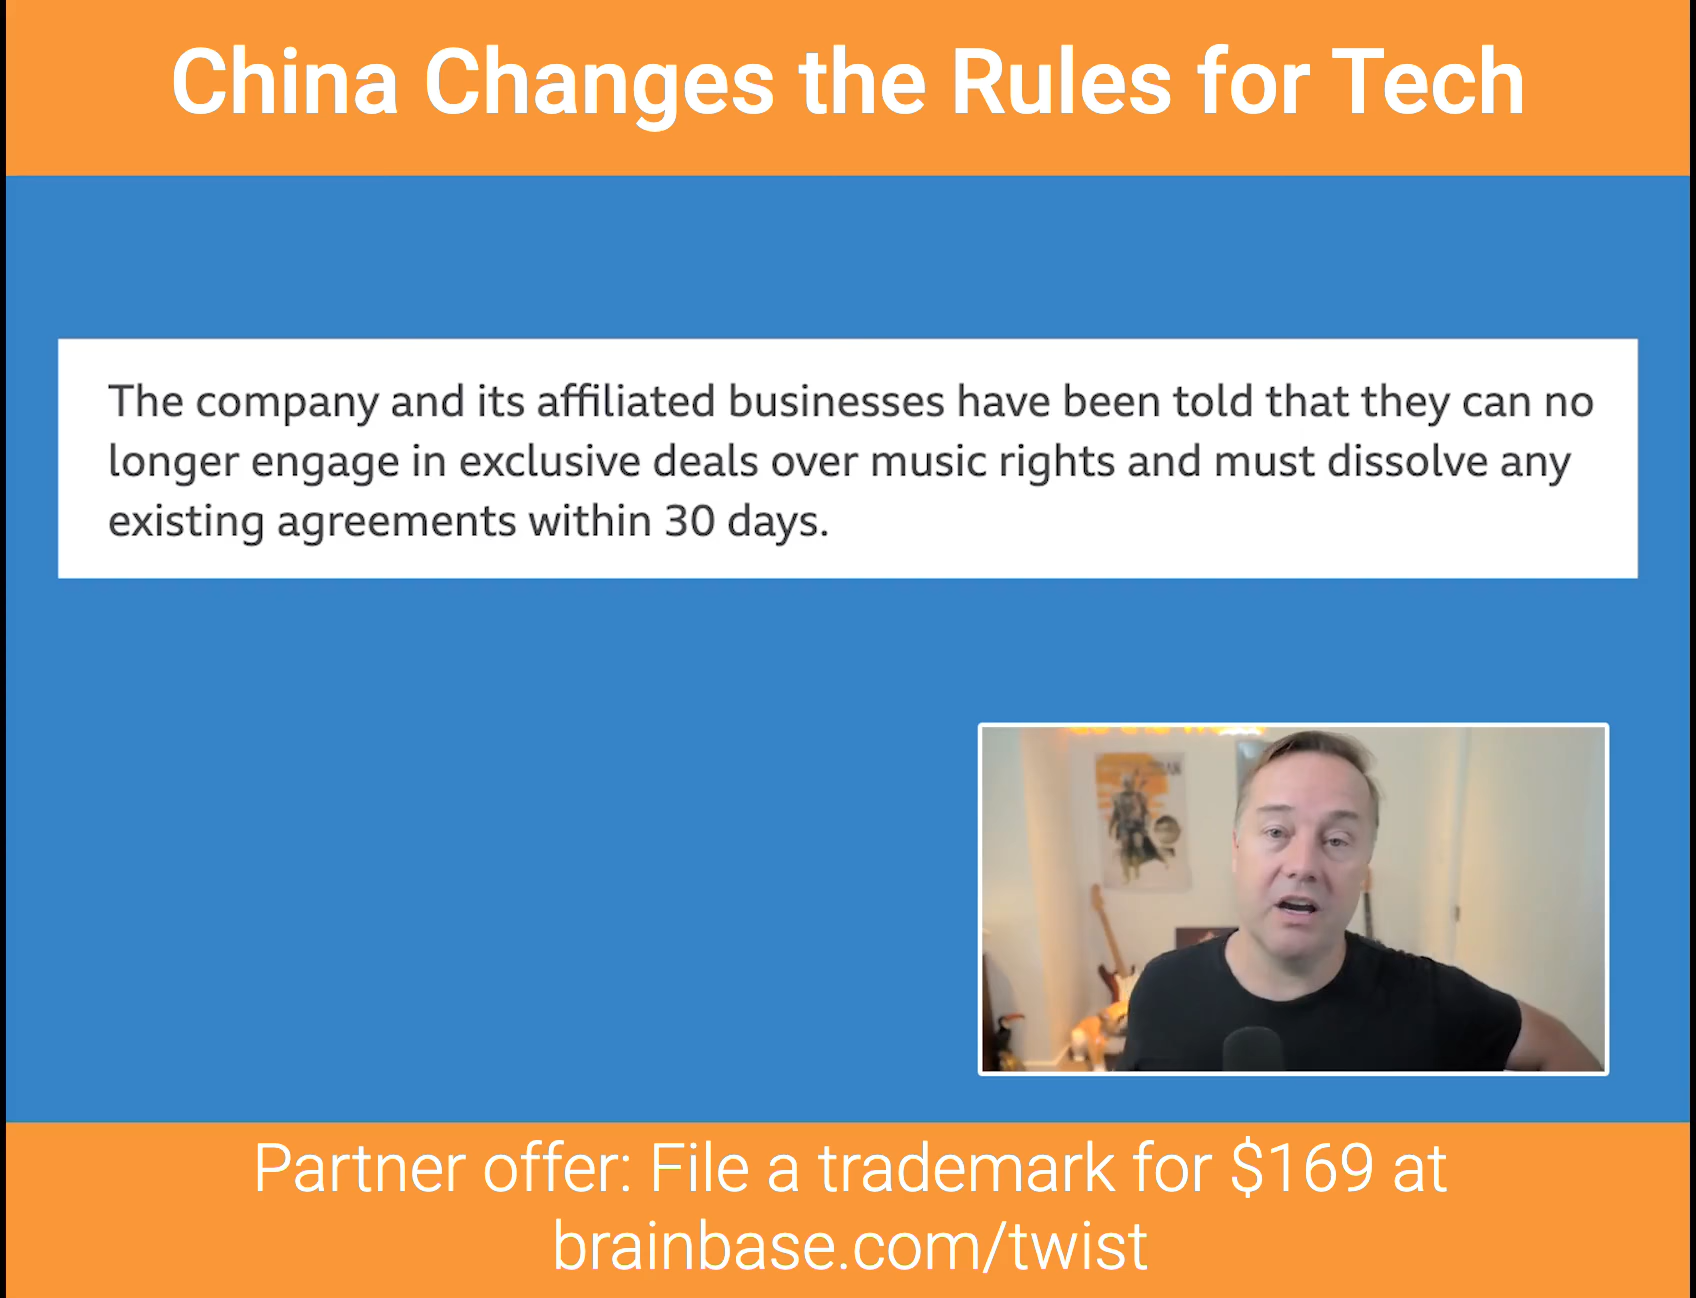 China Changes the Rules for Tech
The company and its affiliated businesses have been told that they can no
longer engage in exclusive deals over music rights and must dissolve any
existing agreements within 30 days.
Partner offer: File a trademark for $169 at
brainbase.com/twist